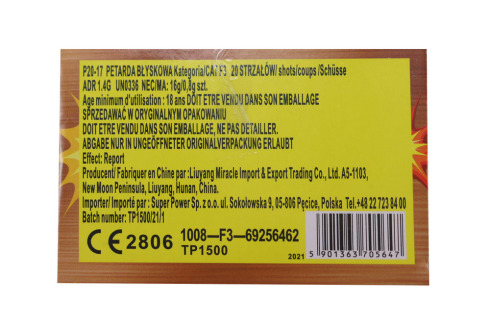 P20-17 PETARDA BŁYSKOWA Kategoria/CAT F3 20 STRZAŁÓW/ shots/coups /Schüsse
ADR 1.4G UN0336 NEC/MA: 16g/0,8g szt.
Age minimum d'utilisation : 18 ans DOIT ETRE VENDU DANS SON EMBALLAGE
SPRZEDAWAĆ W ORYGINALNYM OPAKOWANIU
DOIT ETRE VENDU DANS SON EMBALLAGE, NE PAS DETAILLER.
ABGABE NUR IN UNGEÖFFNETER ORIGINALVERPACKUNG ERLAUBT
Effect: Report
Producent/ Fabriquer en Chine par : Liuyang Miracle Import & Export Trading Co., Ltd. A5-1103,
New Moon Peninsula, Liuyang, Hunan, China.
Importer/ Importé par : Super Power Sp. z o.o. ul. Sokołowska 9, 05-806 Pęcice, Polska Tel.+48 22 723 84 00
Batch number: TP1500/21/1
CE 2806 1008-F3-69256462
TP1500
2021 5 901363 705647